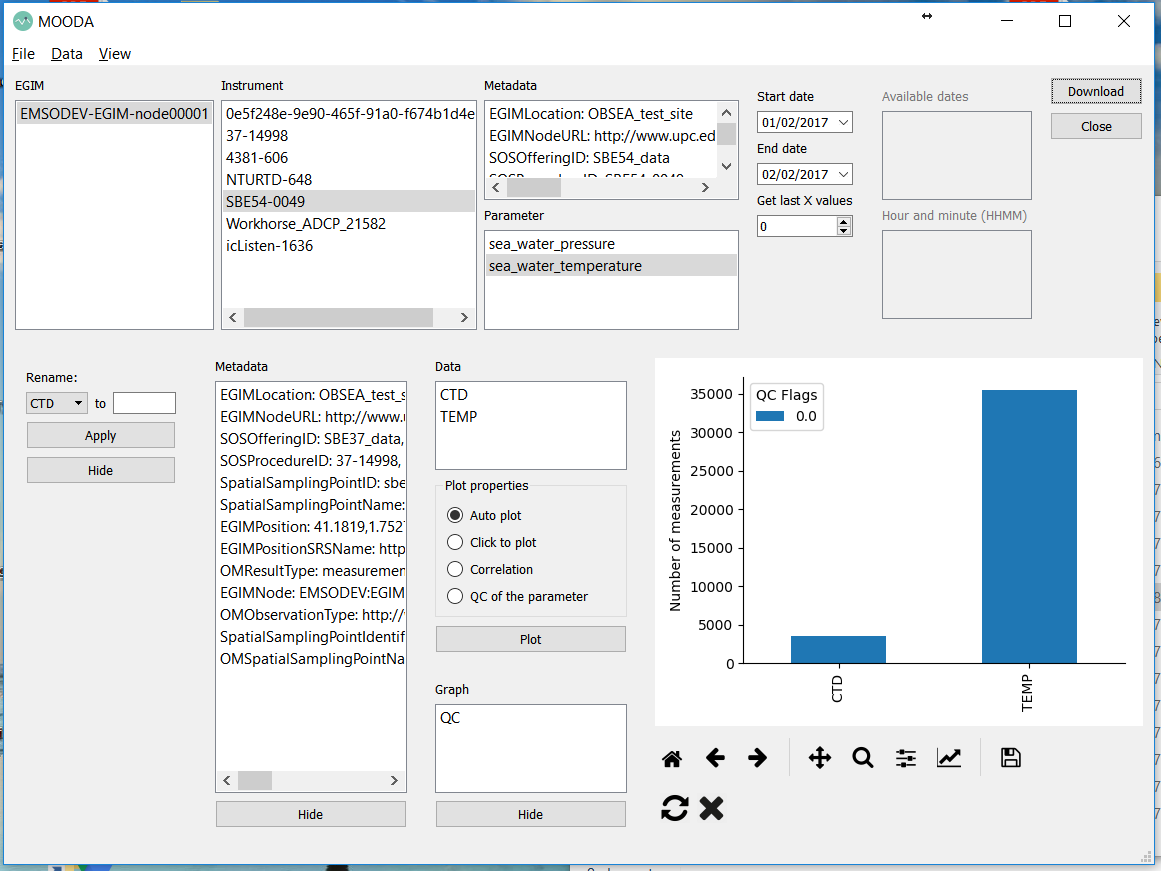 MOODA
File Data View
EGIM
EMSODEV-EGIM-node00001
Instrument
0e5f248e-9e90-465f-91a0-f674b1d4e
37-14998
4381-606
NTURTD-648
SBE54-0049
Workhorse_ADCP_21582
icListen-1636
Metadata
EGIMLocation: OBSEA_test_site
EGIMNodeURL: http://www.upc.ed
SOSOfferingID: SBE54_data
SOSProcedureID: SBE54-0049
Parameter
sea_water_pressure
sea_water_temperature
Start date
01/02/2017
End date
02/02/2017
Get last X values
0
Available dates
Hour and minute (HHMM)
Download
Close
Rename:
CTD to
Apply
Hide
Metadata
EGIMLocation: OBSEA_test_s
EGIMNodeURL: http://www.u
SOSOfferingID: SBE37_data,
SOSProcedureID: 37-14998,
SpatialSamplingPointID: sbe
SpatialSamplingPointName:
EGIMPosition: 41.1819,1.7527
EGIMPositionSRSName: http
OMResultType: measuremen
EGIMNode: EMSODEV:EGIM
OMObservationType: http://
SpatialSamplingPointIdentif
OMSpatialSamplingPointNa
Hide
Data
CTD
TEMP
Plot properties
Auto plot
Click to plot
Correlation
QC of the parameter
Plot
Graph
QC
Hide
QC Flags
0.0
Number of measurements
35000
30000
25000
20000
15000
10000
5000
0
CTD
TEMP